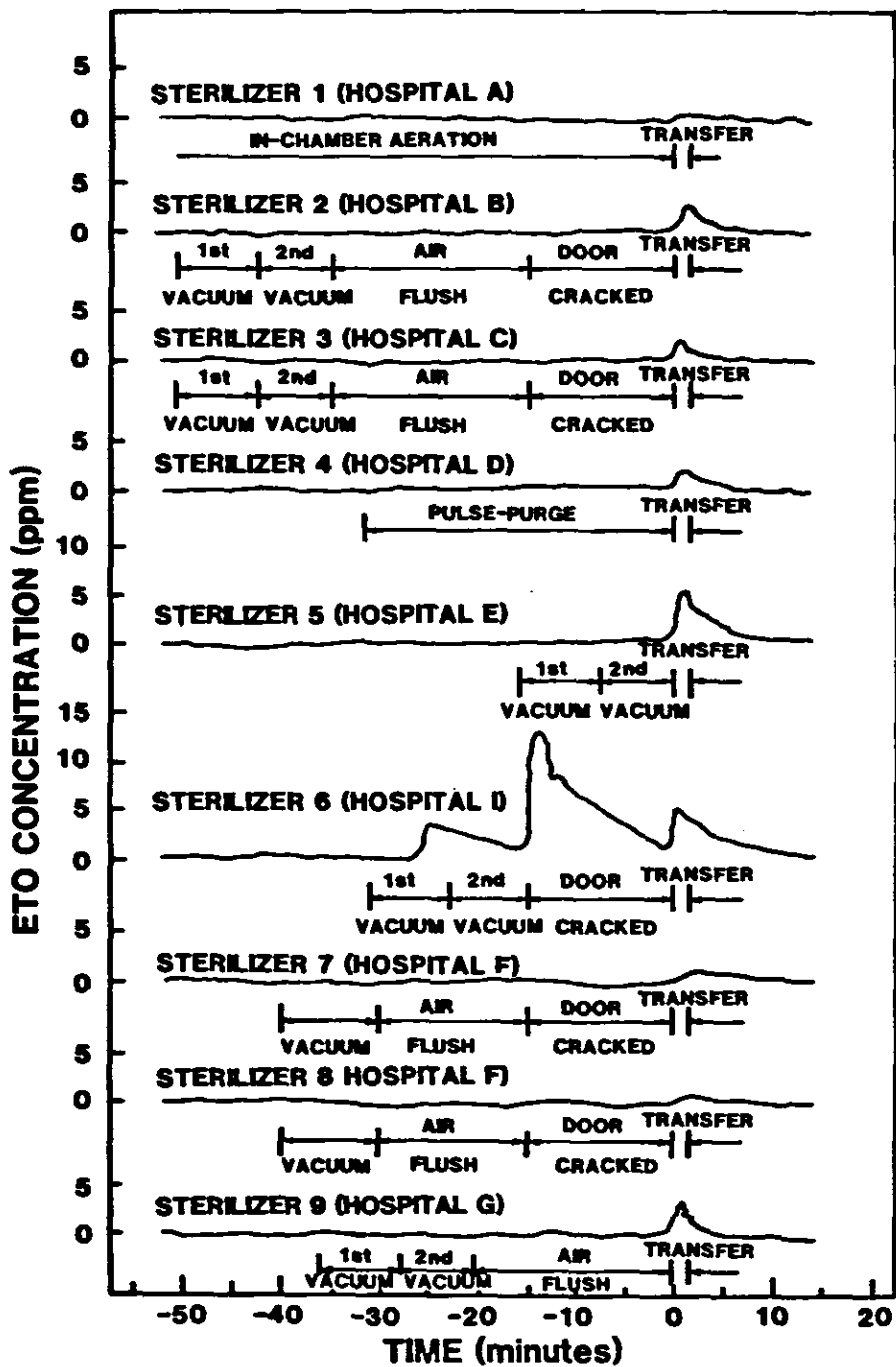 5
STERILIZER 1 (HOSPITAL A)
0
IN-CHAMBER AERATION
TRANSFER
5
STERILIZER 2 (HOSPITAL B)
0
TRANSFER
1st 2nd AIR DOOR
VACUUM VACUUM FLUSH CRACKED
5
STERILIZER 3 (HOSPITAL C)
0
1st 2nd AIR DOOR TRANSFER
VACUUM VACUUM FLUSH CRACKED
5
STERILIZER 4 (HOSPITAL D)
0
TRANSFER
PULSE-PURGE
10
5
STERILIZER 5 (HOSPITAL E)
0
TRANSFER
1st 2nd
VACUUM VACUUM
15
10
STERILIZER 6 (HOSPITAL I)
5
0
1st 2nd DOOR TRANSFER
VACUUM VACUUM CRACKED
5
STERILIZER 7 (HOSPITAL F)
0
AIR DOOR TRANSFER
VACUUM FLUSH CRACKED
5
STERILIZER 8 HOSPITAL F)
0
AIR DOOR TRANSFER
VACUUM FLUSH CRACKED
5
STERILIZER 9 (HOSPITAL G)
0
1st 2nd AIR TRANSFER
VACUUM VACUUM FLUSH
ETO CONCENTRATION (ppm)
-50 -40 -30 -20 -10 0 10 20
TIME (minutes)